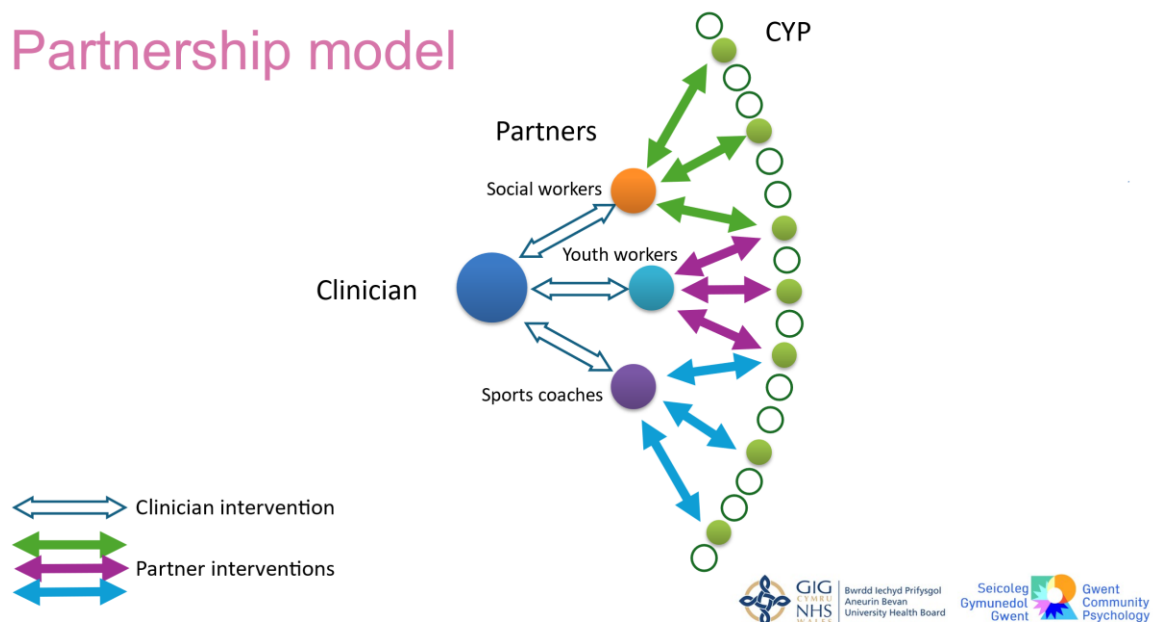 Partnership model
CYP
Partners
Social workers
Youth workers
Clinician
Sports coaches
Clinician intervention
Partner interventions
GIG
CYMRU
NHS
WALES
Bwrdd Iechyd Prifysgol
Aneurin Bevan
University Health Board
Seicoleg
Gymunedol
Gwent
Gwent
Community
Psychology